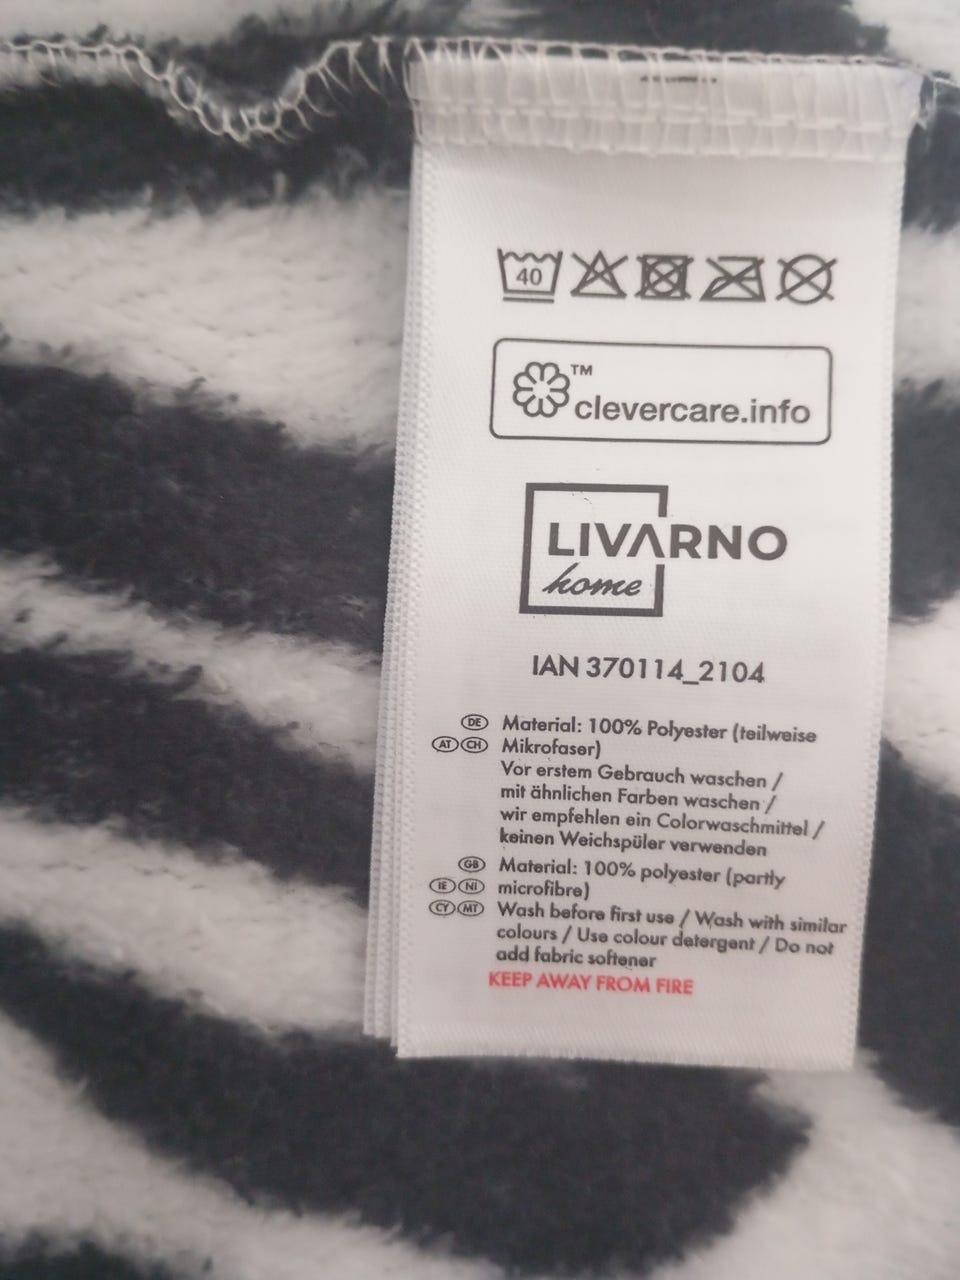 40
TM
clevercare.info
LIVARNO
home
IAN 370114_2104
DE Material: 100% Polyester (teilweise
AT CH Mikrofaser)
Vor erstem Gebrauch waschen /
mit ähnlichen Farben waschen /
wir empfehlen ein Colorwaschmittel /
keinen Weichspüler verwenden
GB Material: 100% polyester (partly
IE NI microfibre)
CY MT Wash before first use / Wash with similar
colours / Use colour detergent / Do not
add fabric softener
KEEP AWAY FROM FIRE